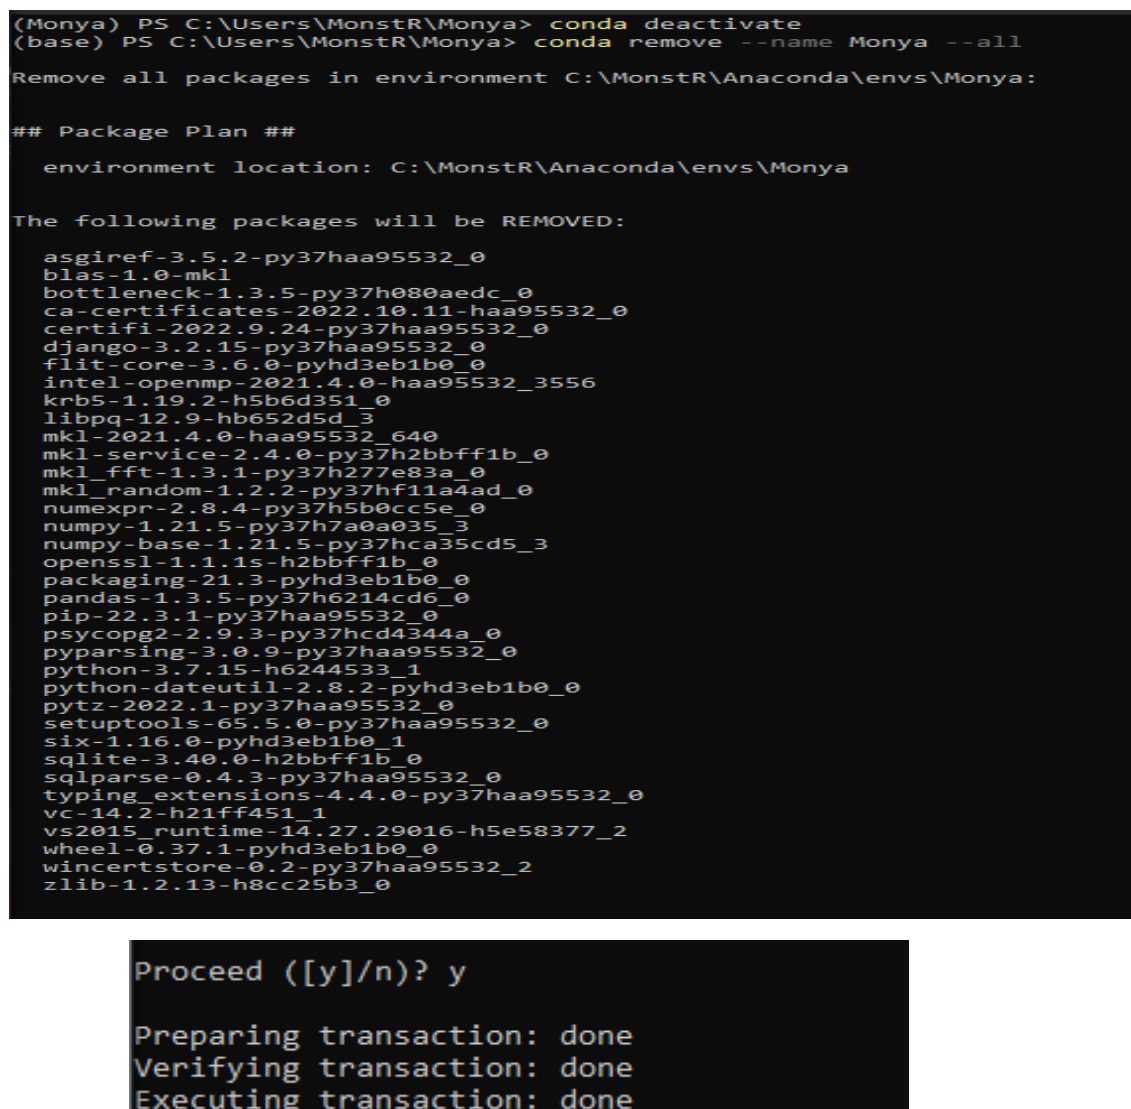 (Monya) PS C:\Users\MonstR\Monya> conda deactivate
(base) PS C:\Users\MonstR\Monya> conda remove --name Monya --all
Remove all packages in environment C:\MonstR\Anaconda\envs\Monya:
## Package Plan ##
environment location: C:\MonstR\Anaconda\envs\Monya
The following packages will be REMOVED:
asgiref-3.5.2-py37haa95532_0
blas-1.0-mkl
bottleneck-1.3.5-py37h080aedc_0
ca-certificates-2022.10.11-haa95532_0
certifi-2022.9.24-py37haa95532_0
django-3.2.15-py37haa95532_0
flit-core-3.6.0-pyhd3eb1b0_0
intel-openmp-2021.4.0-haa95532_3556
krb5-1.19.2-h5b6d351_0
libpq-12.9-hb652d5d_3
mkl-2021.4.0-haa95532_640
mkl-service-2.4.0-py37h2bbff1b_0
mkl_fft-1.3.1-py37h277e83a_0
mkl_random-1.2.2-py37hf11a4ad_0
numexpr-2.8.4-py37h5b0cc5e_0
numpy-1.21.5-py37h7a0a035_3
numpy-base-1.21.5-py37hca35cd5_3
openssl-1.1.1s-h2bbff1b_0
packaging-21.3-pyhd3eb1b0_0
pandas-1.3.5-py37h6214cd6_0
pip-22.3.1-py37haa95532_0
psycopg2-2.9.3-py37hcd4344a_0
pyparsing-3.0.9-py37haa95532_0
python-3.7.15-h6244533_1
python-dateutil-2.8.2-pyhd3eb1b0_0
pytz-2022.1-py37haa95532_0
setuptools-65.5.0-py37haa95532_0
six-1.16.0-pyhd3eb1b0_1
sqlite-3.40.0-h2bbff1b_0
sqlparse-0.4.3-py37haa95532_0
typing_extensions-4.4.0-py37haa95532_0
vc-14.2-h21ff451_1
vs2015_runtime-14.27.29016-h5e58377_2
wheel-0.37.1-pyhd3eb1b0_0
wincertstore-0.2-py37haa95532_2
zlib-1.2.13-h8cc25b3_0
Proceed ([y]/n)? y
Preparing transaction: done
Verifying transaction: done
Executing transaction: done